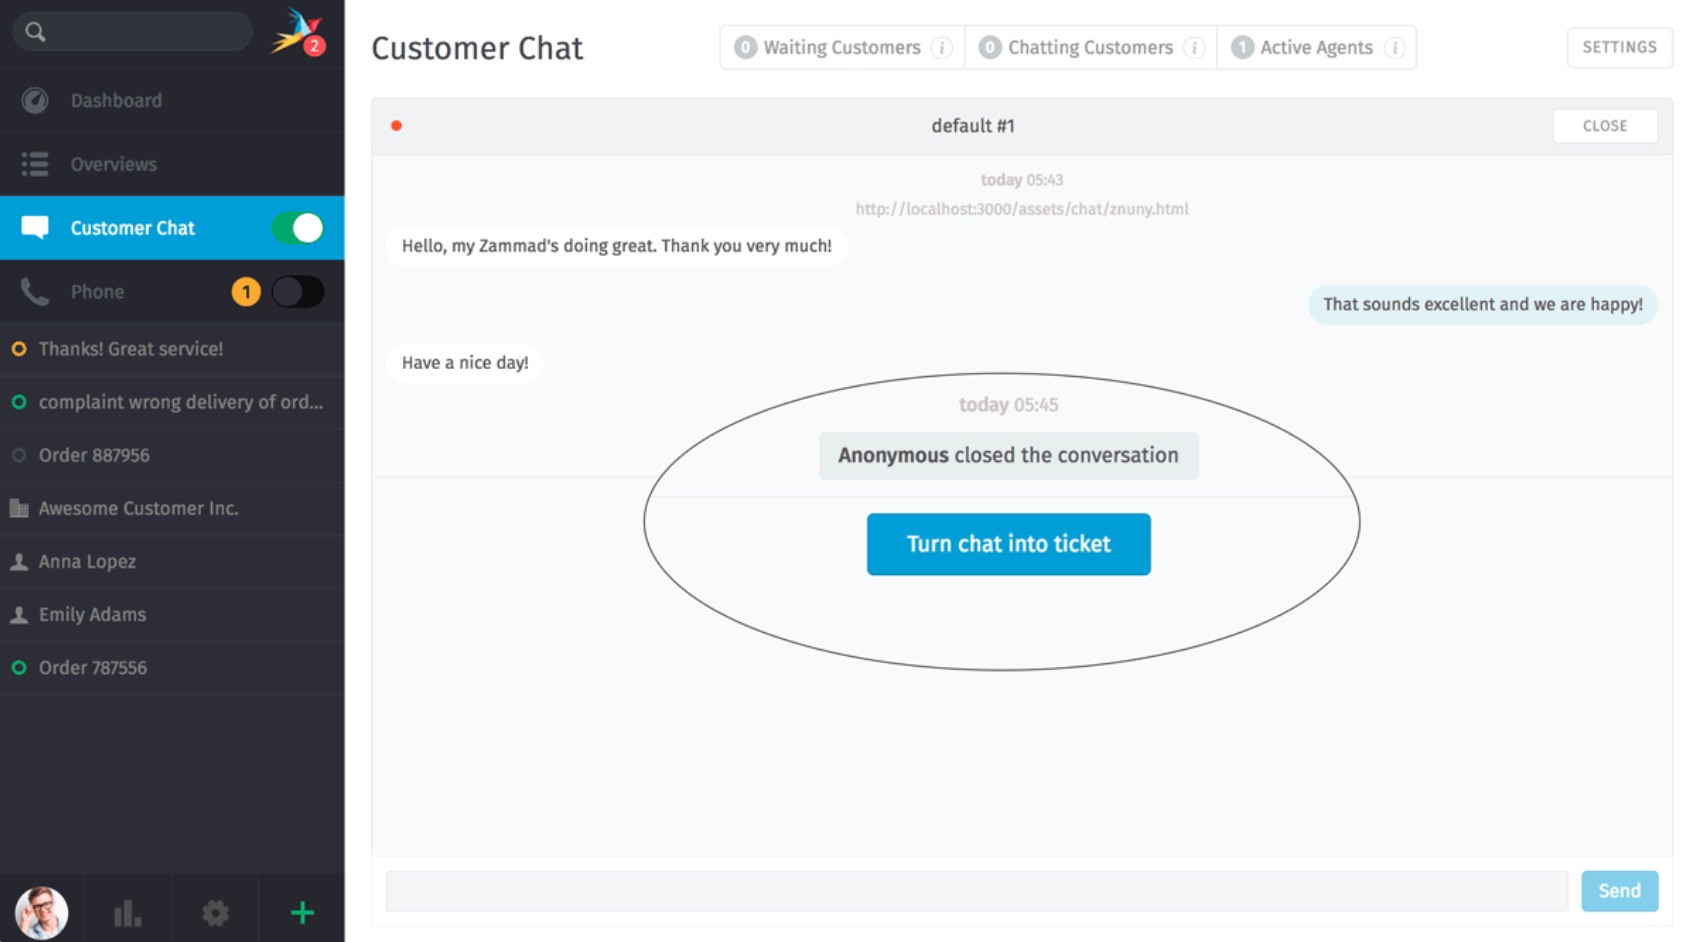 2
Dashboard
Overviews
Customer Chat
Phone 1
Thanks! Great service!
complaint wrong delivery of ord...
Order 887956
Awesome Customer Inc.
Anna Lopez
Emily Adams
Order 787556
Customer Chat
0 Waiting Customers i
0 Chatting Customers i
1 Active Agents i
SETTINGS
default #1
CLOSE
today 05:43
http://localhost:3000/assets/chat/znuny.html
Hello, my Zammad's doing great. Thank you very much!
That sounds excellent and we are happy!
Have a nice day!
today 05:45
Anonymous closed the conversation
Turn chat into ticket
Send